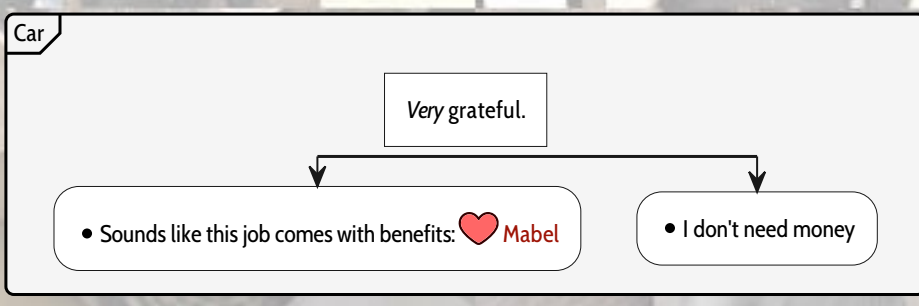 Car
Very grateful.
• Sounds like this job comes with benefits: ❤ Mabel
• I don't need money